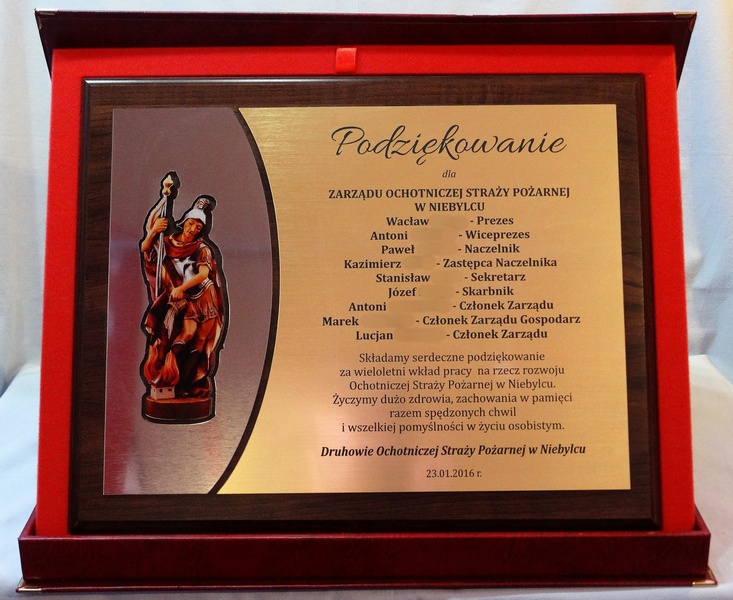 Podziękowanie
dla
ZARZĄDU OCHOTNICZEJ STRAŻY POŻARNEJ
W NIEBYLCU
Wacław - Prezes
Antoni - Wiceprezes
Paweł - Naczelnik
Kazimierz - Zastępca Naczelnika
Stanisław - Sekretarz
Józef - Skarbnik
Antoni - Członek Zarządu
Marek - Członek Zarządu Gospodarz
Lucjan - Członek Zarządu
Składamy serdeczne podziękowanie
za wieloletni wkład pracy na rzecz rozwoju
Ochotniczej Straży Pożarnej w Niebylcu.
Życzymy dużo zdrowia, zachowania w pamięci
razem spędzonych chwil
i wszelkiej pomyślności w życiu osobistym.
Druhowie Ochotniczej Straży Pożarnej w Niebylcu
23.01.2016 r.